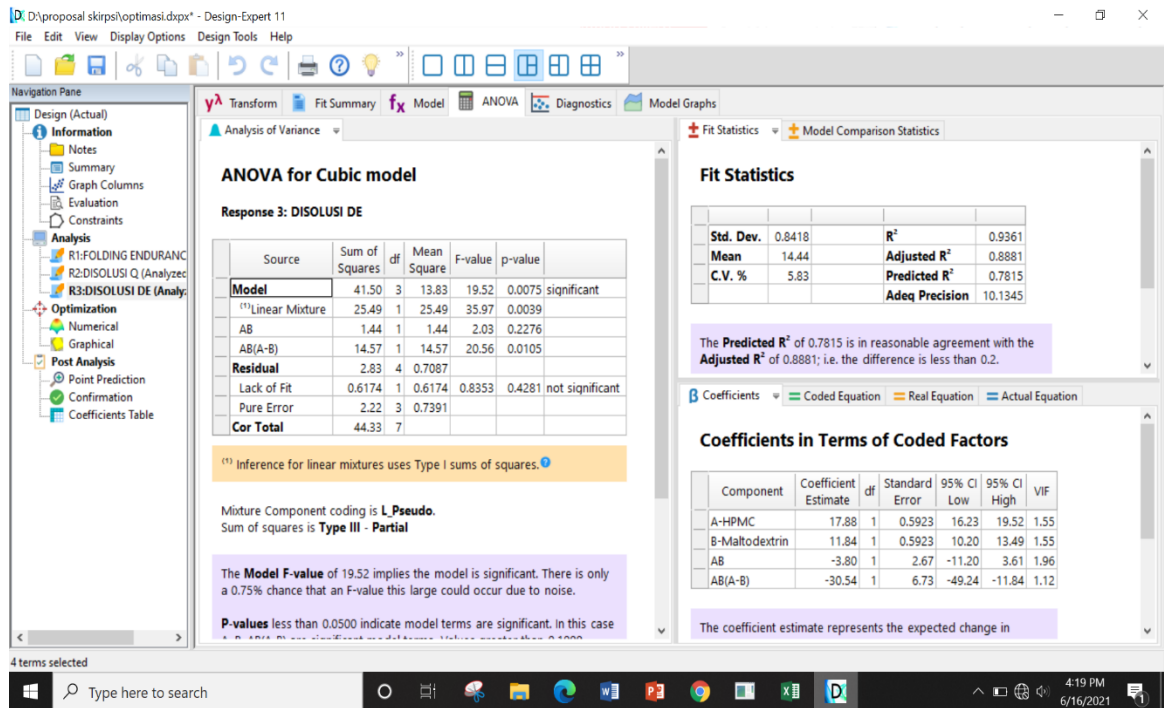 D:\proposal skirpsi\optimasi.dxpx* - Design-Expert 11
File Edit View Display Options Design Tools Help
Navigation Pane
Design (Actual)
Information
Notes
Summary
Graph Columns
Evaluation
Constraints
Analysis
R1:FOLDING ENDURANC
R2:DISOLUSI Q (Analyzec
R3:DISOLUSI DE (Analy:
Optimization
Numerical
Graphical
Post Analysis
Point Prediction
Confirmation
Coefficients Table
yλ Transform Fit Summary fx Model ANOVA Diagnostics Model Graphs
Analysis of Variance
ANOVA for Cubic model
Response 3: DISOLUSI DE
Source Sum of Squares df Mean Square F-value p-value
Model 41.50 3 13.83 19.52 0.0075 significant
(1)Linear Mixture 25.49 1 25.49 35.97 0.0039
AB 1.44 1 1.44 2.03 0.2276
AB(A-B) 14.57 1 14.57 20.56 0.0105
Residual 2.83 4 0.7087
Lack of Fit 0.6174 1 0.6174 0.8353 0.4281 not significant
Pure Error 2.22 3 0.7391
Cor Total 44.33 7
(1) Inference for linear mixtures uses Type I sums of squares.
Mixture Component coding is L_Pseudo.
Sum of squares is Type III - Partial
The Model F-value of 19.52 implies the model is significant. There is only
a 0.75% chance that an F-value this large could occur due to noise.
P-values less than 0.0500 indicate model terms are significant. In this case
Fit Statistics Model Comparison Statistics
Fit Statistics
Std. Dev. 0.8418 R² 0.9361
Mean 14.44 Adjusted R² 0.8881
C.V. % 5.83 Predicted R² 0.7815
Adeq Precision 10.1345
The Predicted R² of 0.7815 is in reasonable agreement with the
Adjusted R² of 0.8881; i.e. the difference is less than 0.2.
β Coefficients Coded Equation Real Equation Actual Equation
Coefficients in Terms of Coded Factors
Component Coefficient Estimate df Standard Error 95% CI Low 95% CI High VIF
A-HPMC 17.88 1 0.5923 16.23 19.52 1.55
B-Maltodextrin 11.84 1 0.5923 10.20 13.49 1.55
AB -3.80 1 2.67 -11.20 3.61 1.96
AB(A-B) -30.54 1 6.73 -49.24 -11.84 1.12
The coefficient estimate represents the expected change in
4 terms selected
Type here to search
4:19 PM
6/16/2021
1